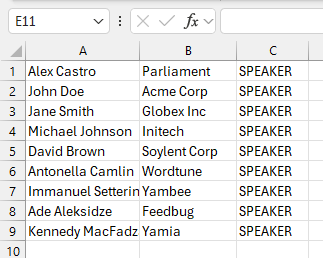 E11 fx
A B C
1 Alex Castro Parliament SPEAKER
2 John Doe Acme Corp SPEAKER
3 Jane Smith Globex Inc SPEAKER
4 Michael Johnson Initech SPEAKER
5 David Brown Soylent Corp SPEAKER
6 Antonella Camlin Wordtune SPEAKER
7 Immanuel Setterin Yambee SPEAKER
8 Ade Aleksidze Feedbug SPEAKER
9 Kennedy MacFadz Yamia SPEAKER
10